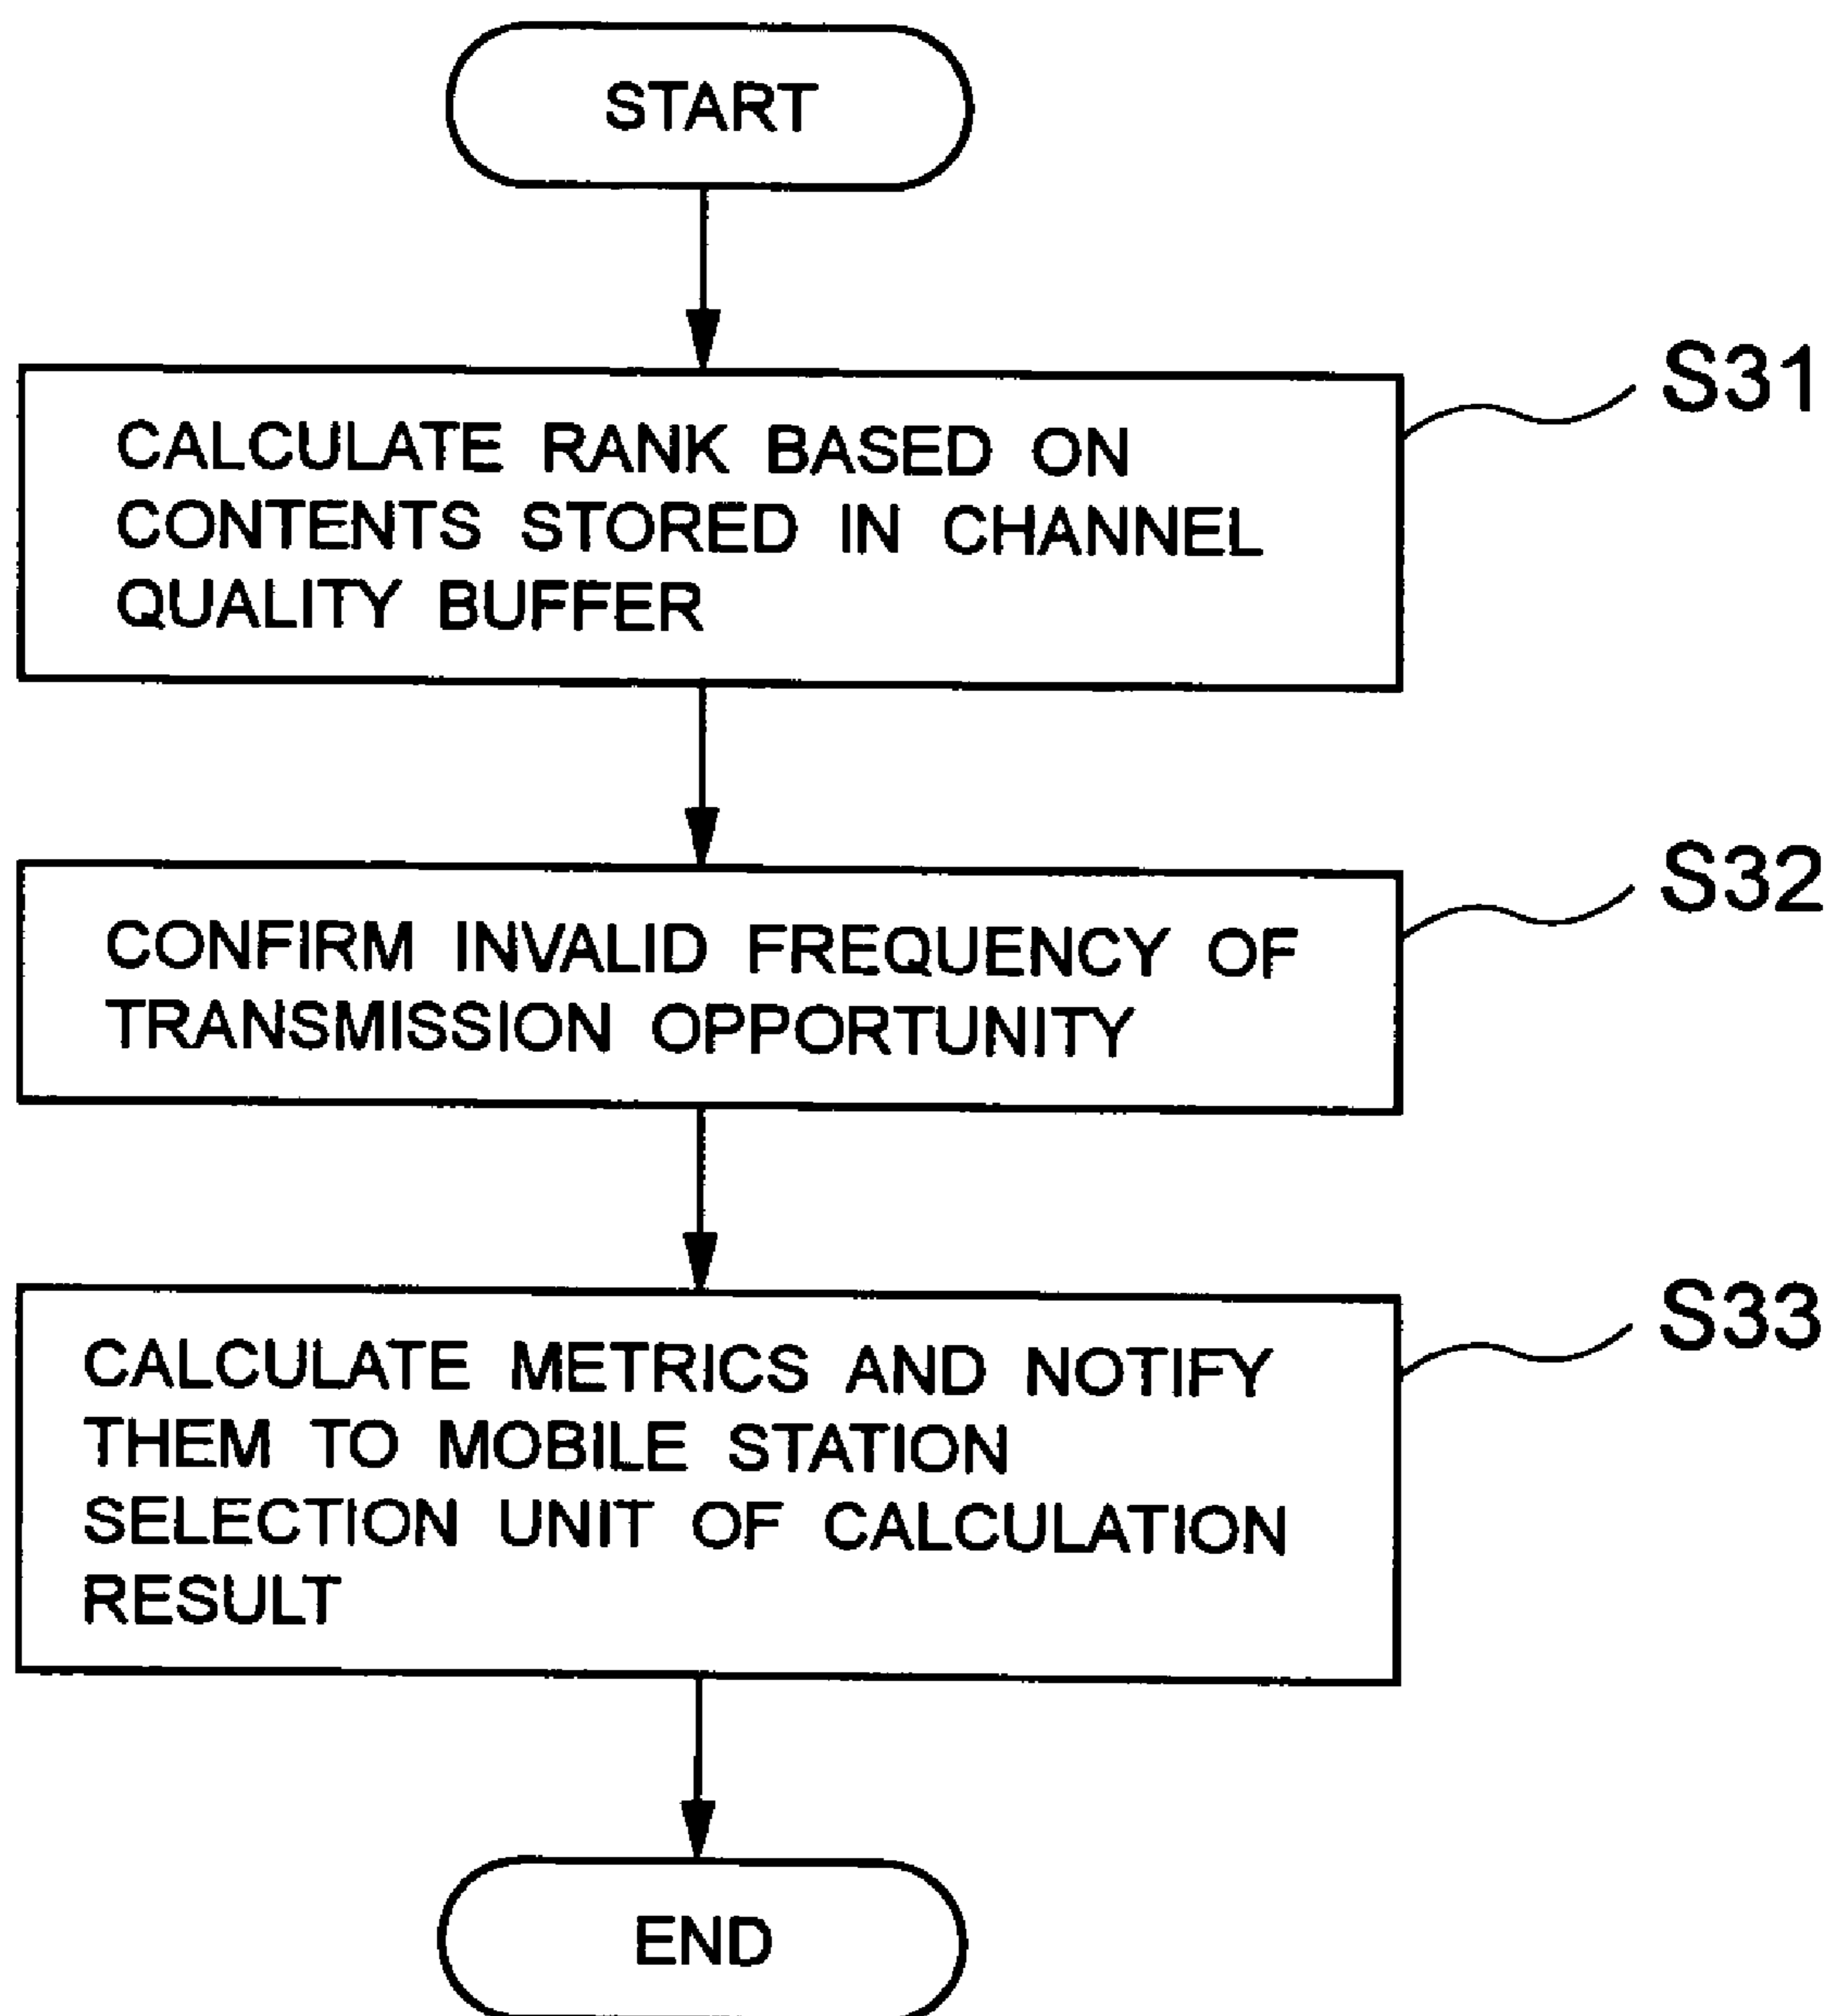 START
S31
CALCULATE RANK BASED ON
CONTENTS STORED IN CHANNEL
QUALITY BUFFER
S32
CONFIRM INVALID FREQUENCY OF
TRANSMISSION OPPORTUNITY
S33
CALCULATE METRICS AND NOTIFY
THEM TO MOBILE STATION
SELECTION UNIT OF CALCULATION
RESULT
END